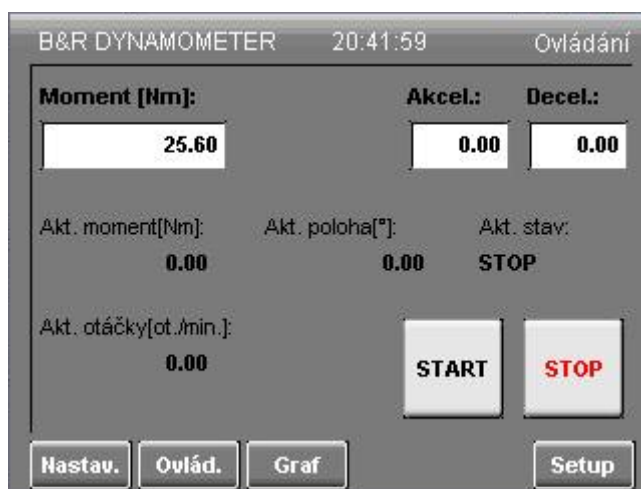 B&R DYNAMOMETER 20:41:59 Ovládání
Moment [Nm]: Akcel.: Decel.:
25.60 0.00 0.00
Akt. moment[Nm]: Akt. poloha[°]: Akt. stav:
0.00 0.00 STOP
Akt. otáčky[ot./min.]:
0.00
START STOP
Nastav. Ovlád. Graf Setup